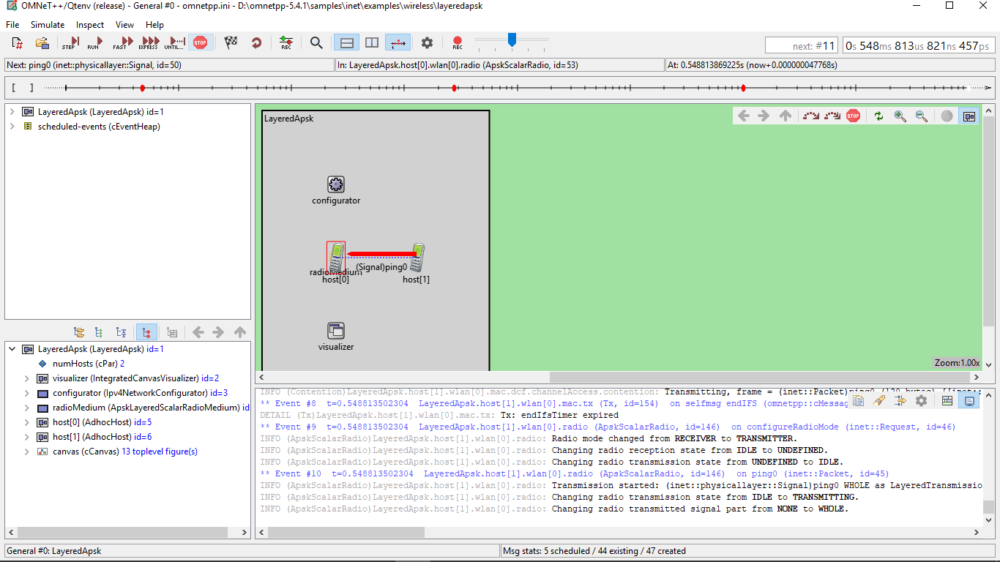 OMNeT++/Qtenv (release) - General #0 - omnetpp.ini - D:\omnetpp-5.4.1\samples\inet\examples\wireless\layeredapsk
File Simulate Inspect View Help
STEP RUN FAST EXPRESS UNTIL... STOP REC REC next: #11 0s 548ms 813us 821ns 457ps
Next: ping0 (inet::physicallayer::Signal, id=50) In: LayeredApsk.host[0].wlan[0].radio (ApskScalarRadio, id=53) At: 0.548813869225s (now+0.000000047768s)
[ ]
LayeredApsk (LayeredApsk) id=1
scheduled-events (cEventHeap)
LayeredApsk
STOP
configurator
(Signal)ping0
radioMedium
host[0] host[1]
visualizer
Zoom:1.00x
LayeredApsk (LayeredApsk) id=1
numHosts (cPar) 2
visualizer (IntegratedCanvasVisualizer) id=2
configurator (Ipv4NetworkConfigurator) id=3
radioMedium (ApskLayeredScalarRadioMedium) id
host[0] (AdhocHost) id=5
host[1] (AdhocHost) id=6
canvas (cCanvas) 13 toplevel figure(s)
INFO (Contention)LayeredApsk.host[1].wlan[0].mac.dcf.channelAccess.contention: Transmitting, frame = (inet::Packet)ping0
** Event #8 t=0.548813502304 LayeredApsk.host[1].wlan[0].mac.tx (Tx, id=154) on selfmsg endIFS (omnetpp::cMessag
DETAIL (Tx)LayeredApsk.host[1].wlan[0].mac.tx: Tx: endIfsTimer expired
** Event #9 t=0.548813502304 LayeredApsk.host[1].wlan[0].radio (ApskScalarRadio, id=146) on configureRadioMode (inet::Request, id=46)
INFO (ApskScalarRadio)LayeredApsk.host[1].wlan[0].radio: Radio mode changed from RECEIVER to TRANSMITTER.
INFO (ApskScalarRadio)LayeredApsk.host[1].wlan[0].radio: Changing radio reception state from IDLE to UNDEFINED.
INFO (ApskScalarRadio)LayeredApsk.host[1].wlan[0].radio: Changing radio transmission state from UNDEFINED to IDLE.
** Event #10 t=0.548813502304 LayeredApsk.host[1].wlan[0].radio (ApskScalarRadio, id=146) on ping0 (inet::Packet, id=45)
INFO (ApskScalarRadio)LayeredApsk.host[1].wlan[0].radio: Transmission started: (inet::physicallayer::Signal)ping0 WHOLE as LayeredTransmissio
INFO (ApskScalarRadio)LayeredApsk.host[1].wlan[0].radio: Changing radio transmission state from IDLE to TRANSMITTING.
INFO (ApskScalarRadio)LayeredApsk.host[1].wlan[0].radio: Changing radio transmitted signal part from NONE to WHOLE.
General #0: LayeredApsk Msg stats: 5 scheduled / 44 existing / 47 created